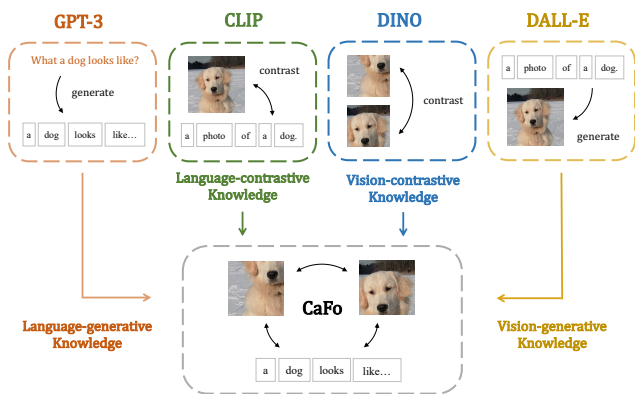 GPT-3
CLIP
DINO
DALL-E
What a dog looks like?
generate
a dog looks like…
contrast
a photo of a dog.
contrast
a photo of a dog.
generate
Language-contrastive
Knowledge
Vision-contrastive
Knowledge
CaFo
a dog looks like…
Language-generative
Knowledge
Vision-generative
Knowledge